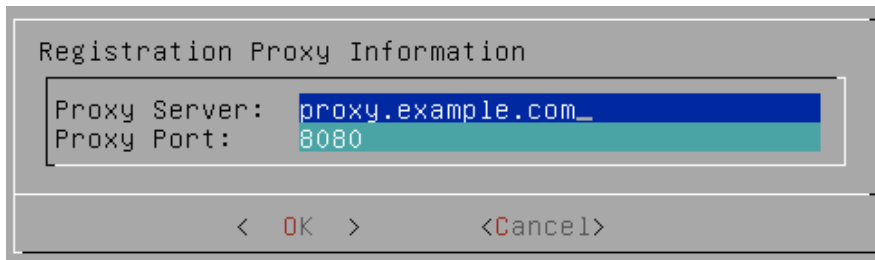 Registration Proxy Information
Proxy Server: proxy.example.com_
Proxy Port: 8080
< OK > <Cancel>